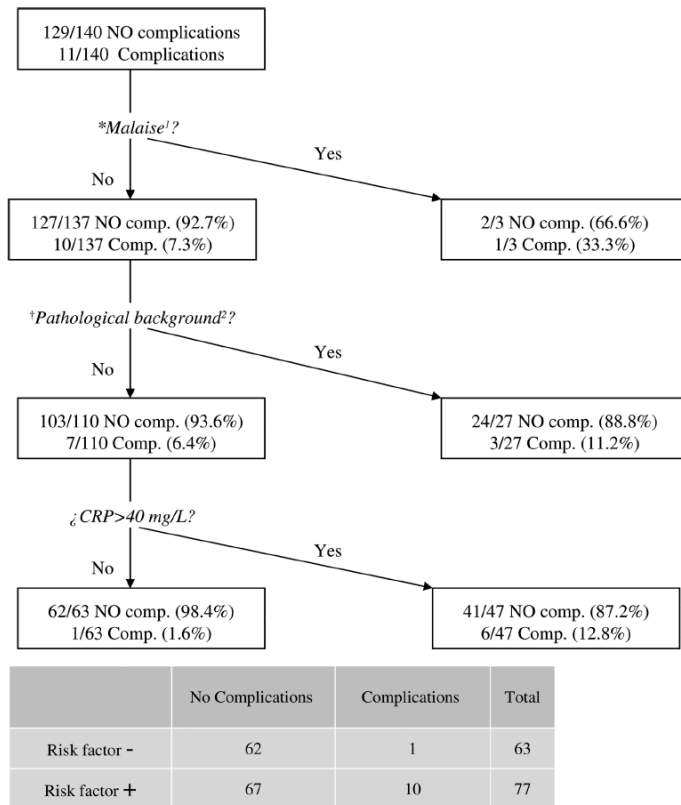 129/140 NO complications
11/140 Complications
*Malaise¹?
Yes
No
127/137 NO comp. (92.7%)
10/137 Comp. (7.3%)
2/3 NO comp. (66.6%)
1/3 Comp. (33.3%)
†Pathological background²?
Yes
No
103/110 NO comp. (93.6%)
7/110 Comp. (6.4%)
24/27 NO comp. (88.8%)
3/27 Comp. (11.2%)
¿CRP>40 mg/L?
Yes
No
62/63 NO comp. (98.4%)
1/63 Comp. (1.6%)
41/47 NO comp. (87.2%)
6/47 Comp. (12.8%)
No Complications Complications Total
Risk factor - 62 1 63
Risk factor + 67 10 77